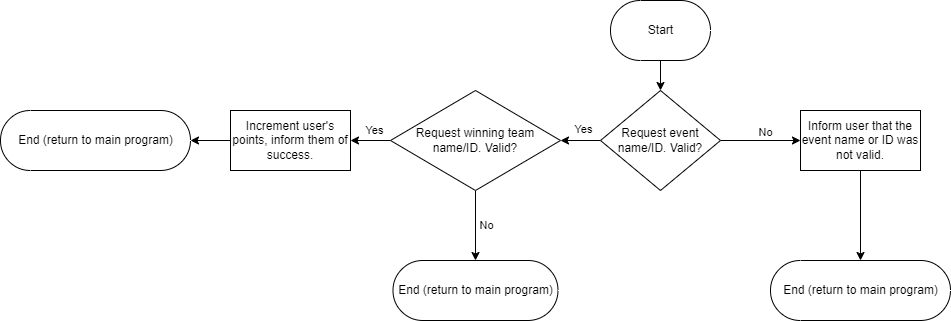 Start
End (return to main program)
Increment user's
points, inform them of
success.
Yes
Request winning team
name/ID. Valid?
Yes
Request event
name/ID. Valid?
No
Inform user that the
event name or ID was
not valid.
No
End (return to main program)
End (return to main program)